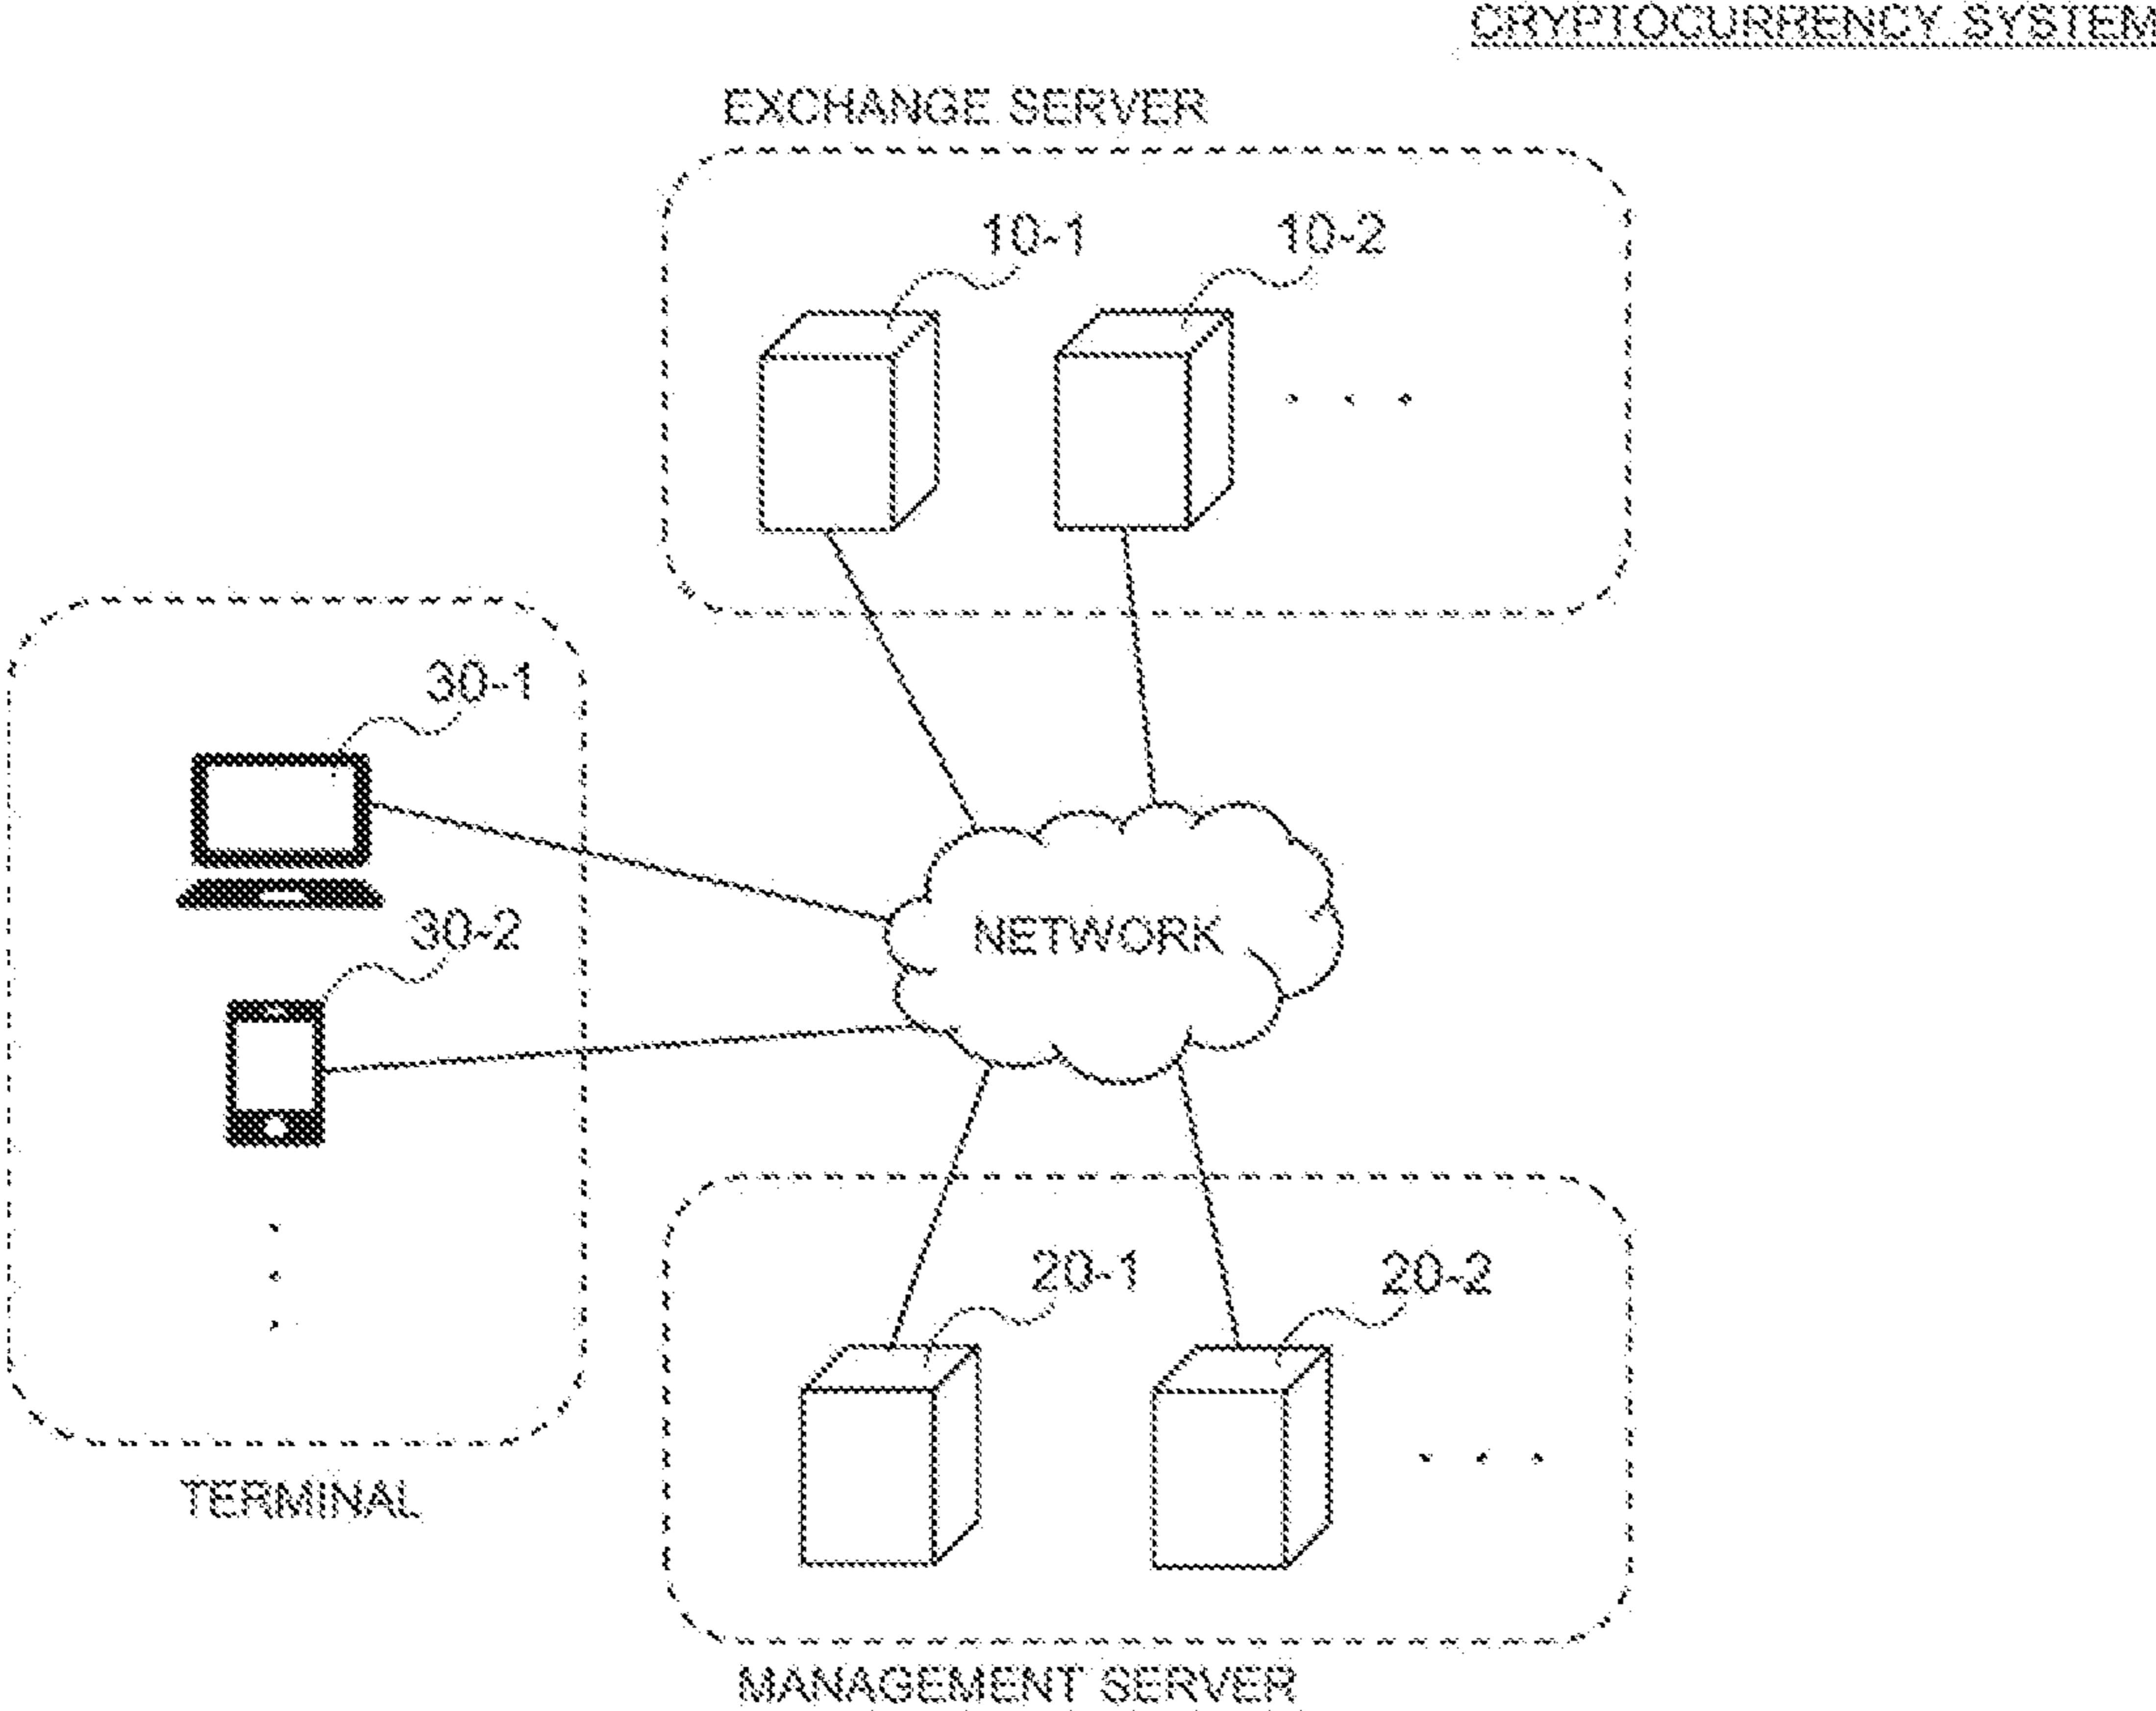 CRYPTOCURRENCY SYSTEM
EXCHANGE SERVER
10-1
10-2
30-1
30-2
NETWORK
20-1
20-2
TERMINAL
MANAGEMENT SERVER